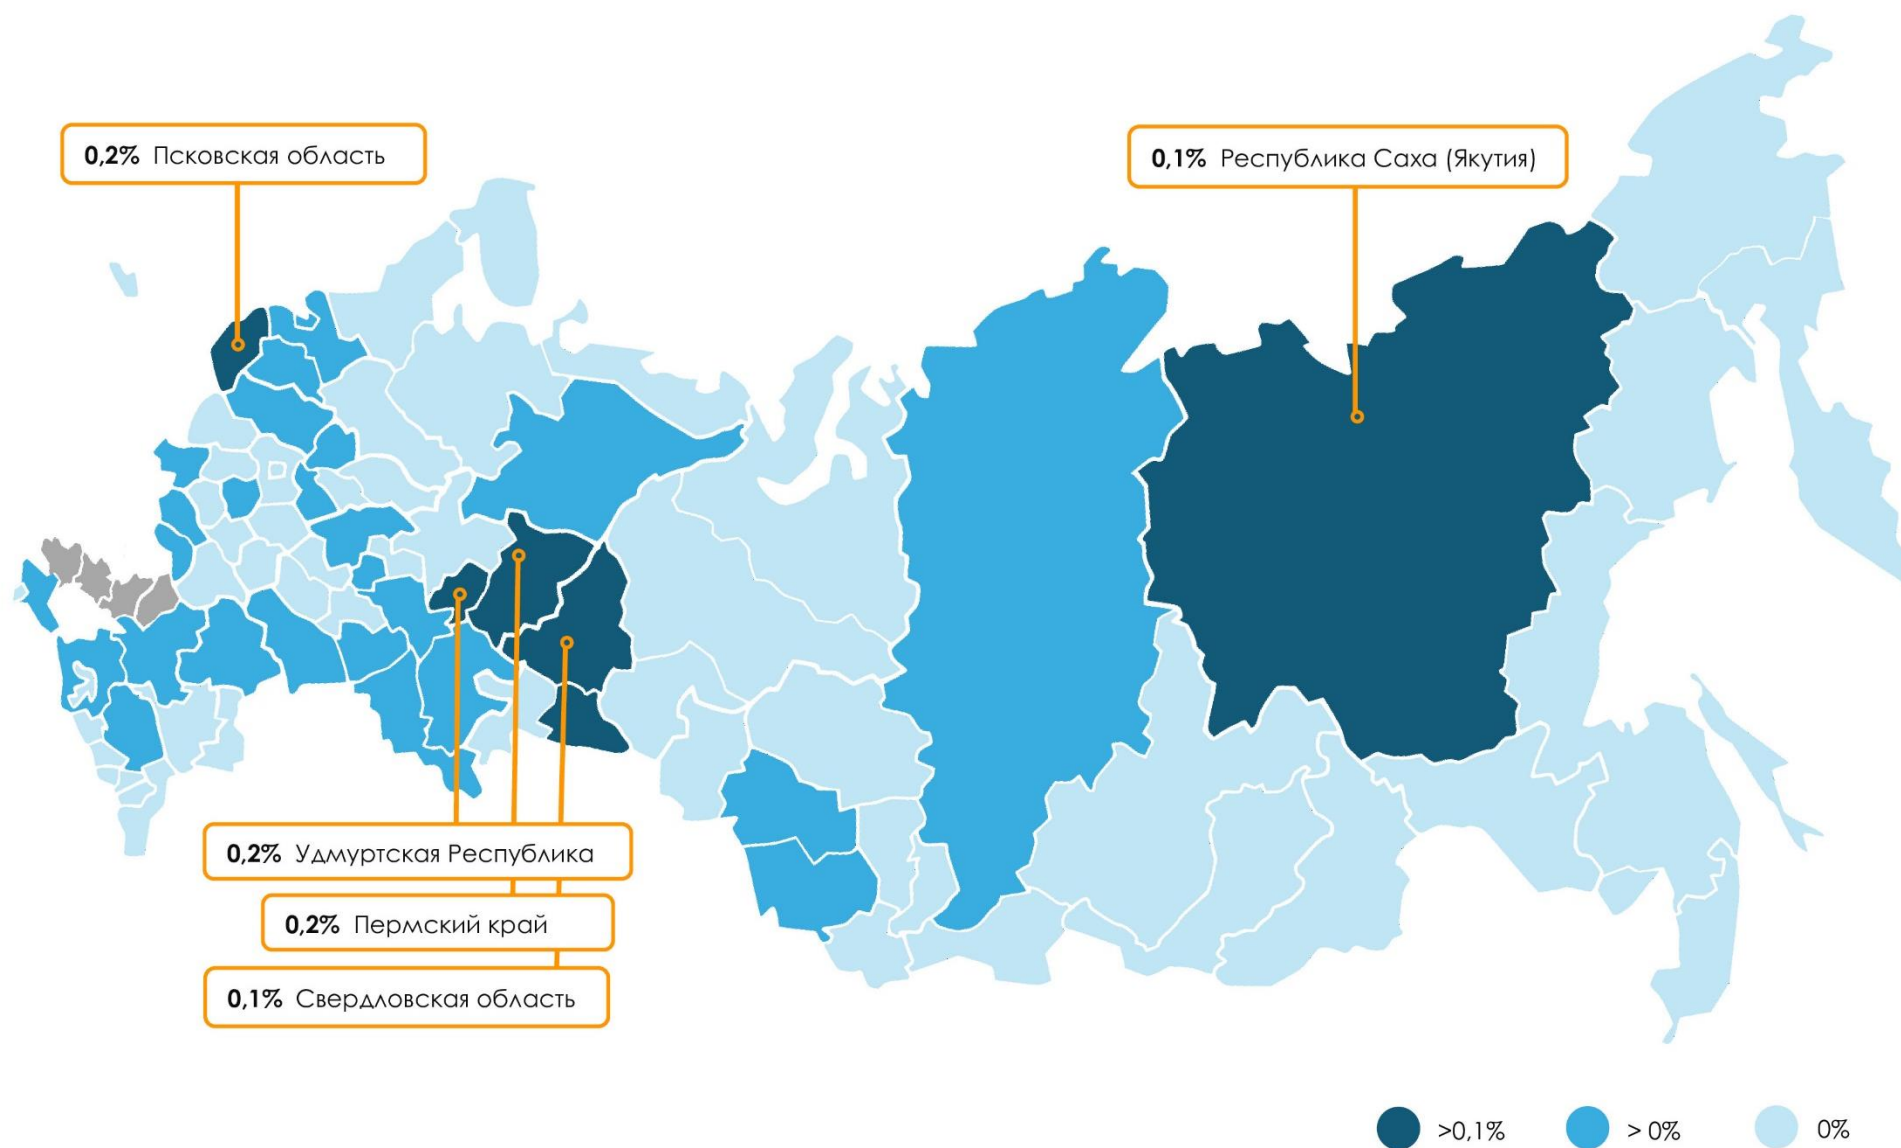 0,2% Псковская область
0,1% Республика Саха (Якутия)
0,2% Удмуртская Республика
0,2% Пермский край
0,1% Свердловская область
>0,1%
> 0%
0%